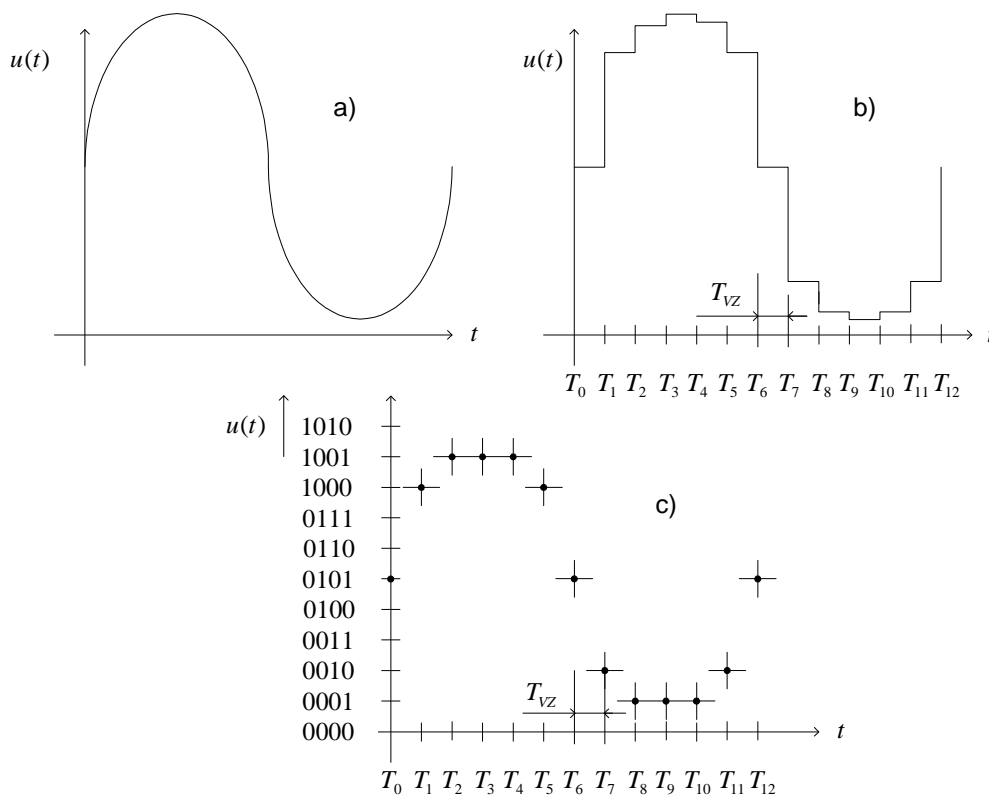 u(t)
a)
t
u(t)
b)
T_VZ
t
T_0 T_1 T_2 T_3 T_4 T_5 T_6 T_7 T_8 T_9 T_10 T_11 T_12
u(t)
1010
1001
1000
0111
0110
0101
0100
0011
0010
0001
0000
c)
T_VZ
t
T_0 T_1 T_2 T_3 T_4 T_5 T_6 T_7 T_8 T_9 T_10 T_11 T_12